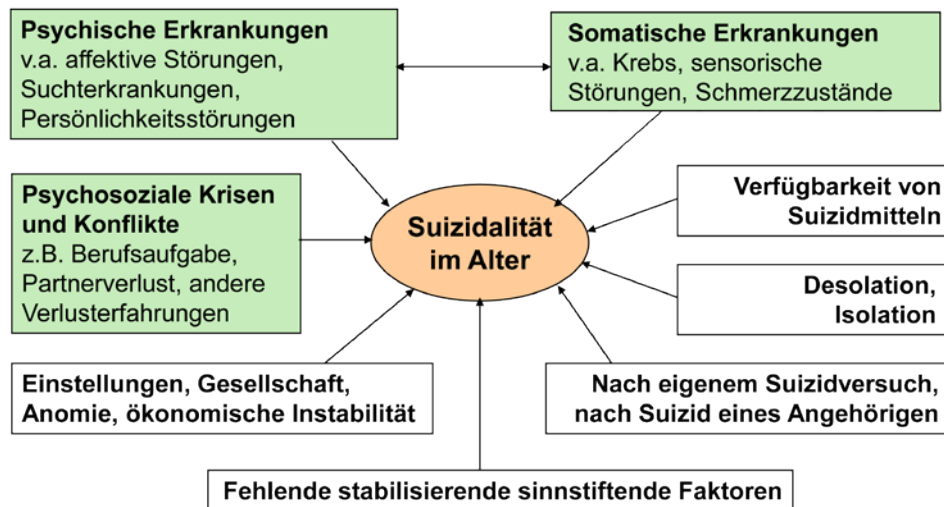 Psychische Erkrankungen
v.a. affektive Störungen,
Suchterkrankungen,
Persönlichkeitsstörungen
Somatische Erkrankungen
v.a. Krebs, sensorische
Störungen, Schmerzzustände
Psychosoziale Krisen
und Konflikte
z.B. Berufsaufgabe,
Partnerverlust, andere
Verlusterfahrungen
Suizidalität
im Alter
Verfügbarkeit von
Suizidmitteln
Desolation,
Isolation
Einstellungen, Gesellschaft,
Anomie, ökonomische Instabilität
Nach eigenem Suizidversuch,
nach Suizid eines Angehörigen
Fehlende stabilisierende sinnstiftende Faktoren